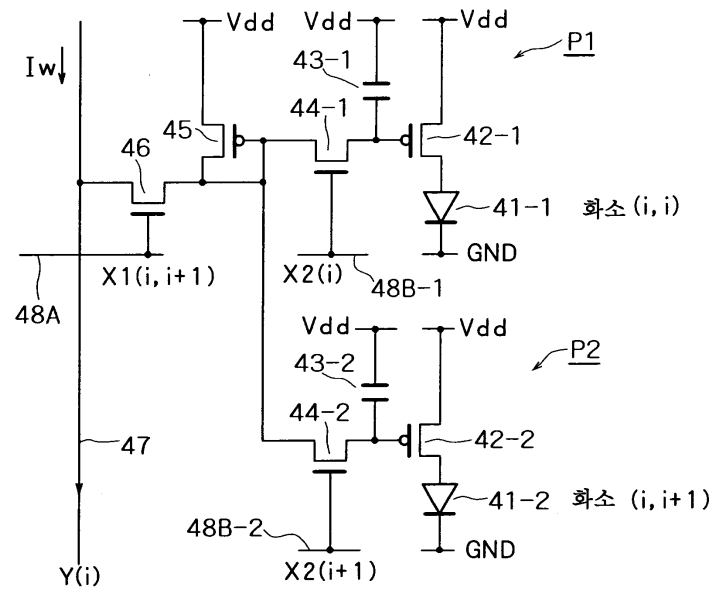 Vdd
Vdd
Vdd
P1
Iw
43-1
44-1
45
42-1
46
41-1
화소 (i, i)
GND
X1(i, i+1)
X2(i)
48B-1
48A
Vdd
Vdd
P2
43-2
44-2
42-2
47
41-2
화소 (i, i+1)
48B-2
GND
X2(i+1)
Y(i)